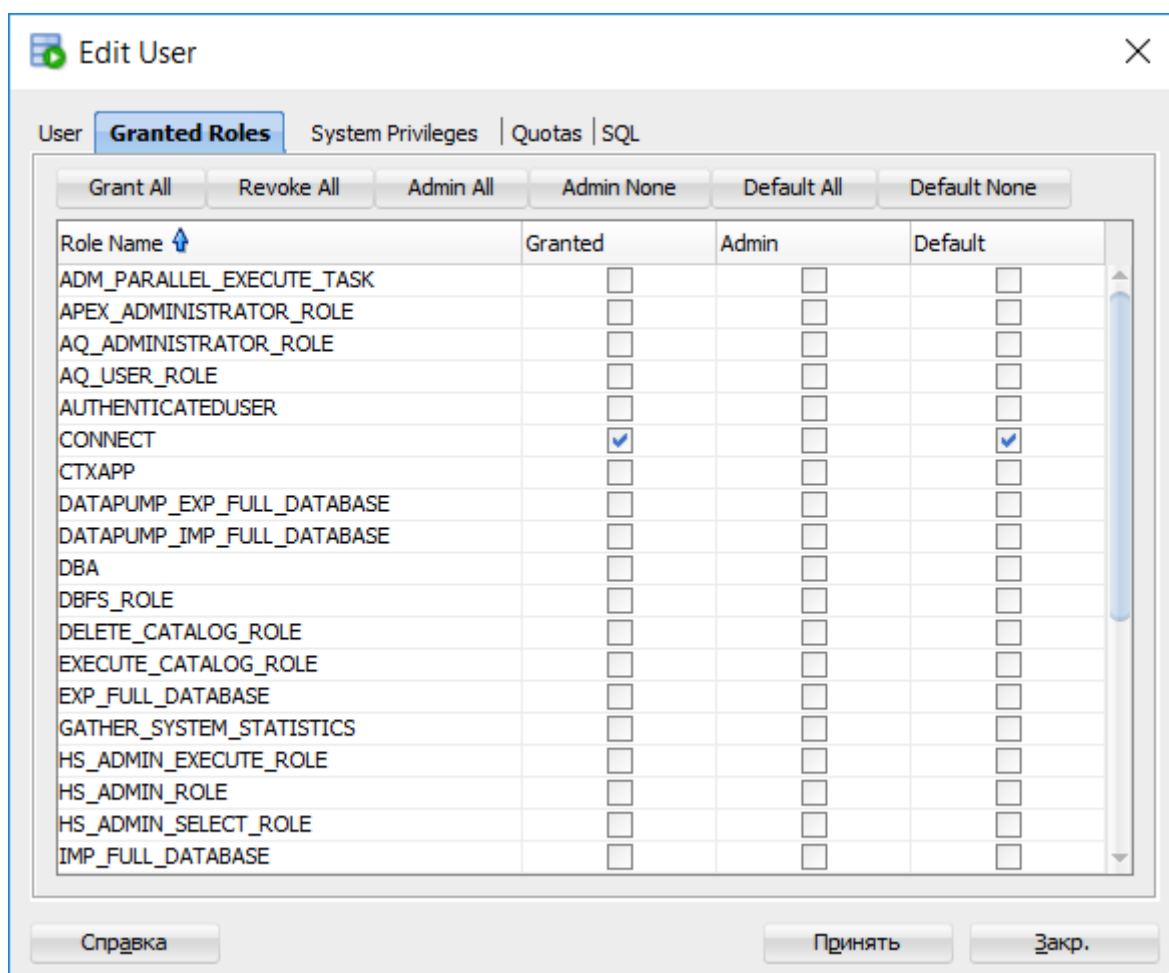 Edit User
User Granted Roles System Privileges Quotas SQL
Grant All Revoke All Admin All Admin None Default All Default None
Role Name Granted Admin Default
ADM_PARALLEL_EXECUTE_TASK
APEX_ADMINISTRATOR_ROLE
AQ_ADMINISTRATOR_ROLE
AQ_USER_ROLE
AUTHENTICATEDUSER
CONNECT
CTXAPP
DATAPUMP_EXP_FULL_DATABASE
DATAPUMP_IMP_FULL_DATABASE
DBA
DBFS_ROLE
DELETE_CATALOG_ROLE
EXECUTE_CATALOG_ROLE
EXP_FULL_DATABASE
GATHER_SYSTEM_STATISTICS
HS_ADMIN_EXECUTE_ROLE
HS_ADMIN_ROLE
HS_ADMIN_SELECT_ROLE
IMP_FULL_DATABASE
Справка Принять Закр.